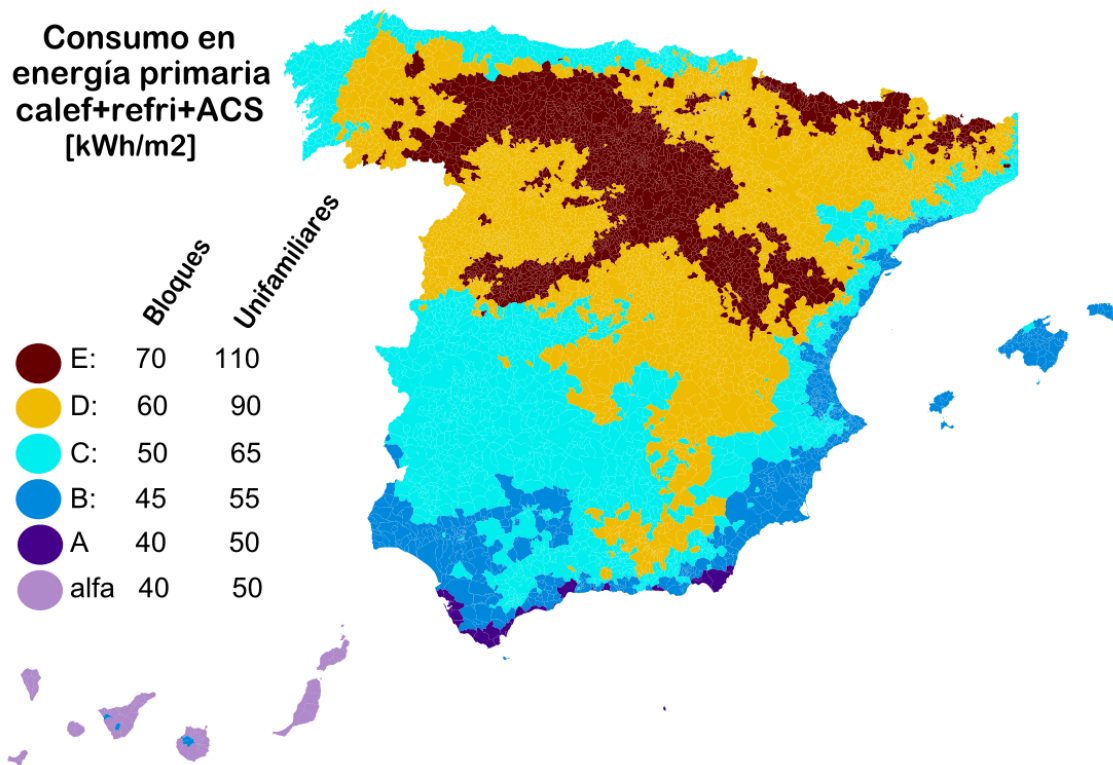 Consumo en
energía primaria
calef+refri+ACS
[kWh/m2]
Bloques Unifamiliares
E: 70 110
D: 60 90
C: 50 65
B: 45 55
A 40 50
alfa 40 50